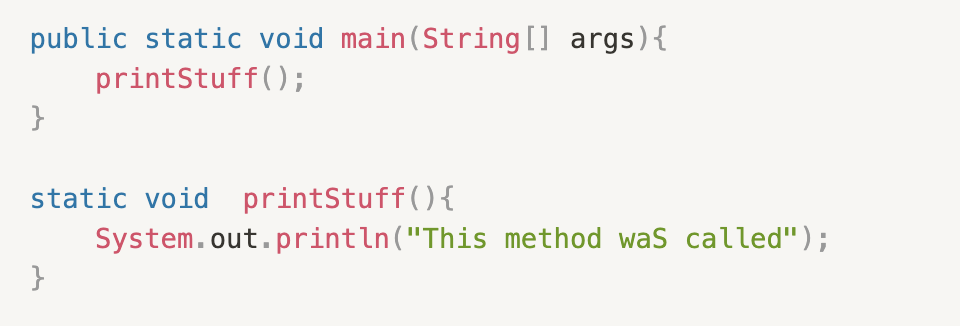 public static void main(String[] args){
    printStuff();
}

static void  printStuff(){
    System.out.println("This method waS called");
}